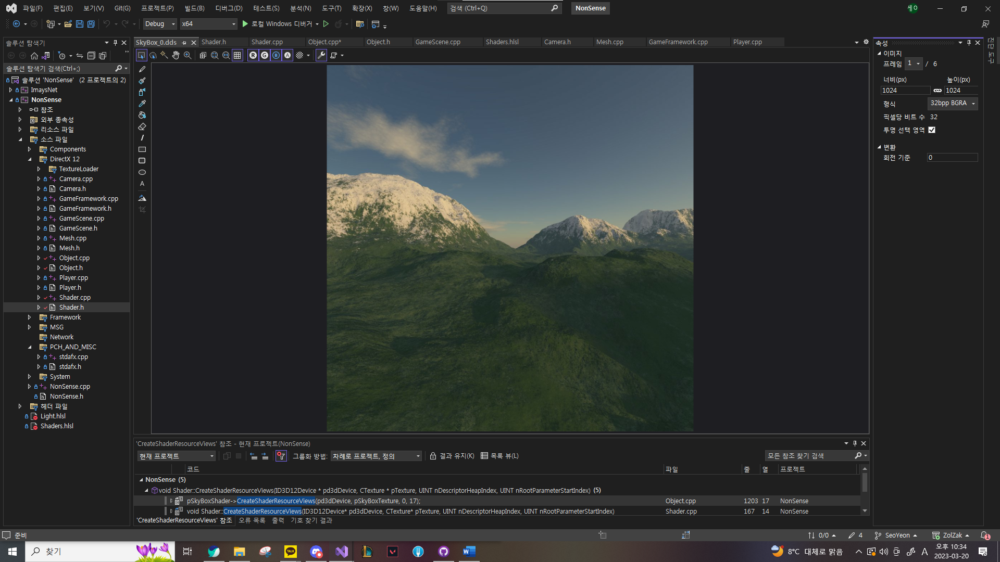 파일(F) 편집(E) 보기(V) Git(G) 프로젝트(P) 빌드(B) 디버그(D) 테스트(S) 분석(N) 도구(T) 확장(X) 창(W) 도움말(H) 검색 (Ctrl+Q) NonSense
Debug x64 로컬 Windows 디버거
솔루션 탐색기
솔루션 탐색기 검색(Ctrl+;)
솔루션 'NonSense' (2 프로젝트의 2)
ImaysNet
NonSense
참조
외부 종속성
리소스 파일
소스 파일
Components
DirectX 12
TextureLoader
Camera.cpp
Camera.h
GameFramework.cpp
GameFramework.h
GameScene.cpp
GameScene.h
Mesh.cpp
Mesh.h
Object.cpp
Object.h
Player.cpp
Player.h
Shader.cpp
Shader.h
Framework
MSG
Network
PCH_AND_MISC
stdafx.cpp
stdafx.h
System
NonSense.cpp
NonSense.h
헤더 파일
Light.hlsl
Shaders.hlsl
SkyBox_0.dds Shader.h Shader.cpp Object.cpp* Object.h GameScene.cpp Shaders.hlsl Camera.h Mesh.cpp GameFramework.cpp Player.cpp
R G B A
A
속성
이미지
프레임 1 / 6
너비(px) 높이(px)
1024 1024
형식 32bpp BGRA
픽셀당 비트 수 32
투명 선택 영역
변환
회전 기준 0
진단 도구
'CreateShaderResourceViews' 참조 - 현재 프로젝트(NonSense)
현재 프로젝트 그룹화 방법: 차례로 프로젝트, 정의 결과 유지(K) 목록 뷰(L) 모든 참조 찾기 검색
코드 파일 줄 열 프로젝트
NonSense (5)
void Shader::CreateShaderResourceViews(ID3D12Device * pd3dDevice, CTexture * pTexture, UINT nDescriptorHeapIndex, UINT nRootParameterStartIndex) (5)
pSkyBoxShader->CreateShaderResourceViews(pd3dDevice, pSkyBoxTexture, 0, 17); Object.cpp 1203 17 NonSense
void Shader::CreateShaderResourceViews(ID3D12Device* pd3dDevice, CTexture* pTexture, UINT nDescriptorHeapIndex, UINT nRootParameterStartIndex) Shader.cpp 167 14 NonSense
'CreateShaderResourceViews' 참조 오류 목록 출력 기호 찾기 결과
준비 0/0 4 SeoYeon ZolZak 1
찾기 TALK 8°C 대체로 맑음 A 오후 10:34
2023-03-20